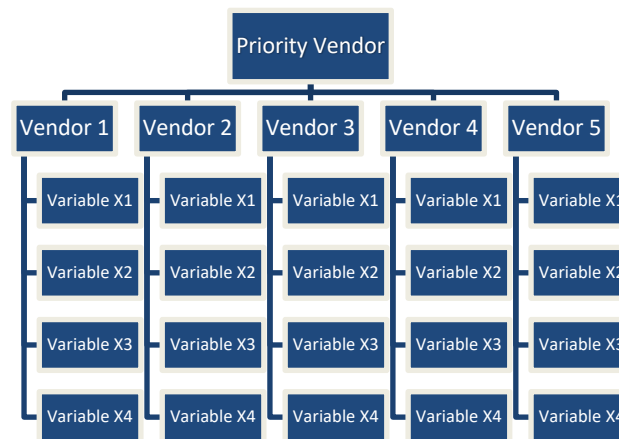 Priority Vendor
Vendor 1 Vendor 2 Vendor 3 Vendor 4 Vendor 5
Variable X1 Variable X1 Variable X1 Variable X1 Variable X1
Variable X2 Variable X2 Variable X2 Variable X2 Variable X2
Variable X3 Variable X3 Variable X3 Variable X3 Variable X3
Variable X4 Variable X4 Variable X4 Variable X4 Variable X4